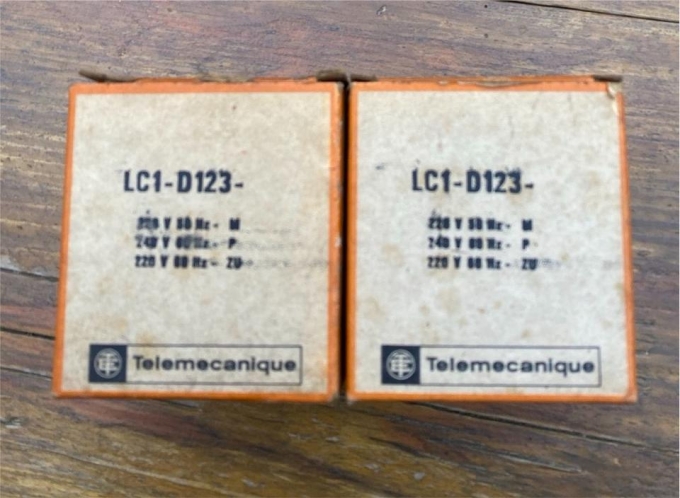 LC1-D123-
220 V 50 Hz - M
240 V 60 Hz - P
220 V 60 Hz - ZU
Telemecanique
LC1-D123-
220 V 50 Hz - M
240 V 60 Hz - P
220 V 60 Hz - ZU
Telemecanique